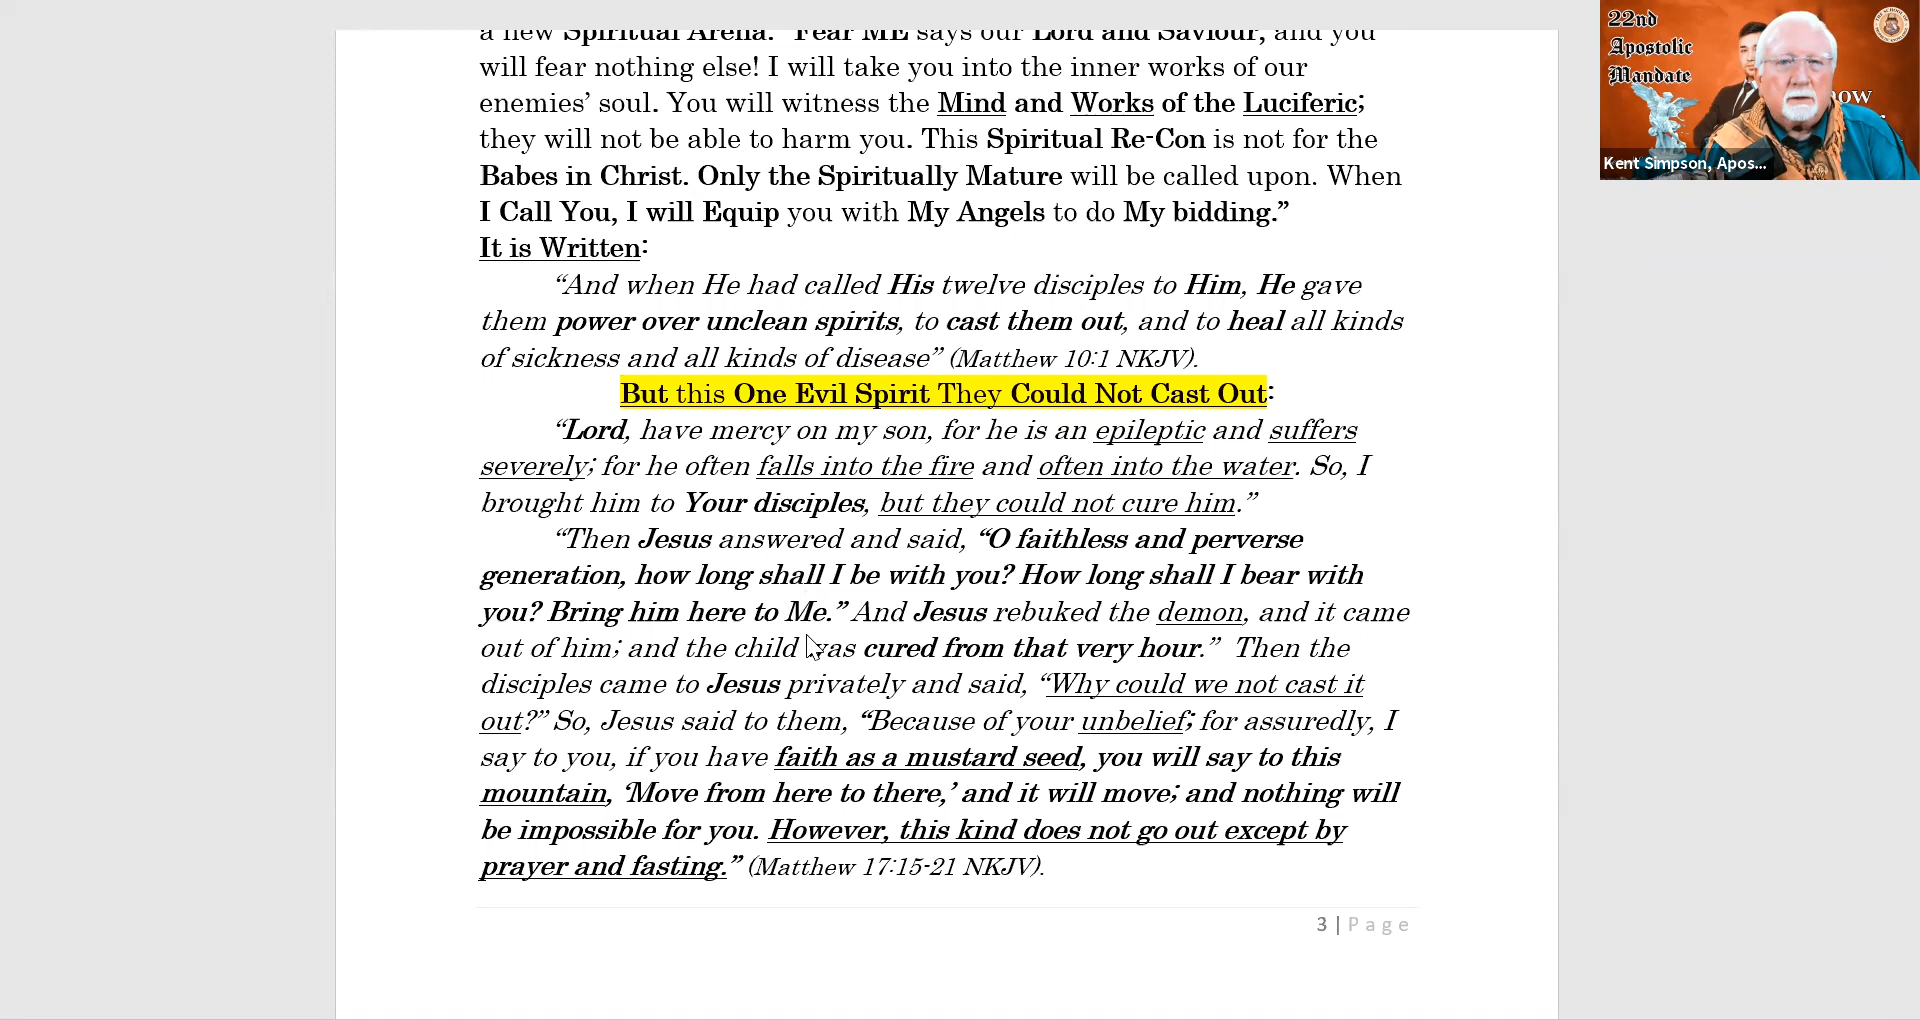 a new Spiritual Arena. “Fear ME says our Lord and Saviour, and you
will fear nothing else! I will take you into the inner works of our
enemies’ soul. You will witness the Mind and Works of the Luciferic;
they will not be able to harm you. This Spiritual Re-Con is not for the
Babes in Christ. Only the Spiritually Mature will be called upon. When
I Call You, I will Equip you with My Angels to do My bidding.”
It is Written:
“And when He had called His twelve disciples to Him, He gave
them power over unclean spirits, to cast them out, and to heal all kinds
of sickness and all kinds of disease” (Matthew 10:1 NKJV).
But this One Evil Spirit They Could Not Cast Out:
“Lord, have mercy on my son, for he is an epileptic and suffers
severely; for he often falls into the fire and often into the water. So, I
brought him to Your disciples, but they could not cure him.”
“Then Jesus answered and said, “O faithless and perverse
generation, how long shall I be with you? How long shall I bear with
you? Bring him here to Me.” And Jesus rebuked the demon, and it came
out of him; and the child was cured from that very hour.” Then the
disciples came to Jesus privately and said, “Why could we not cast it
out?” So, Jesus said to them, “Because of your unbelief; for assuredly, I
say to you, if you have faith as a mustard seed, you will say to this
mountain, ‘Move from here to there,’ and it will move; and nothing will
be impossible for you. However, this kind does not go out except by
prayer and fasting.” (Matthew 17:15-21 NKJV).
3 | Page
22nd
Apostolic
Mandate
Kent Simpson, Apos...